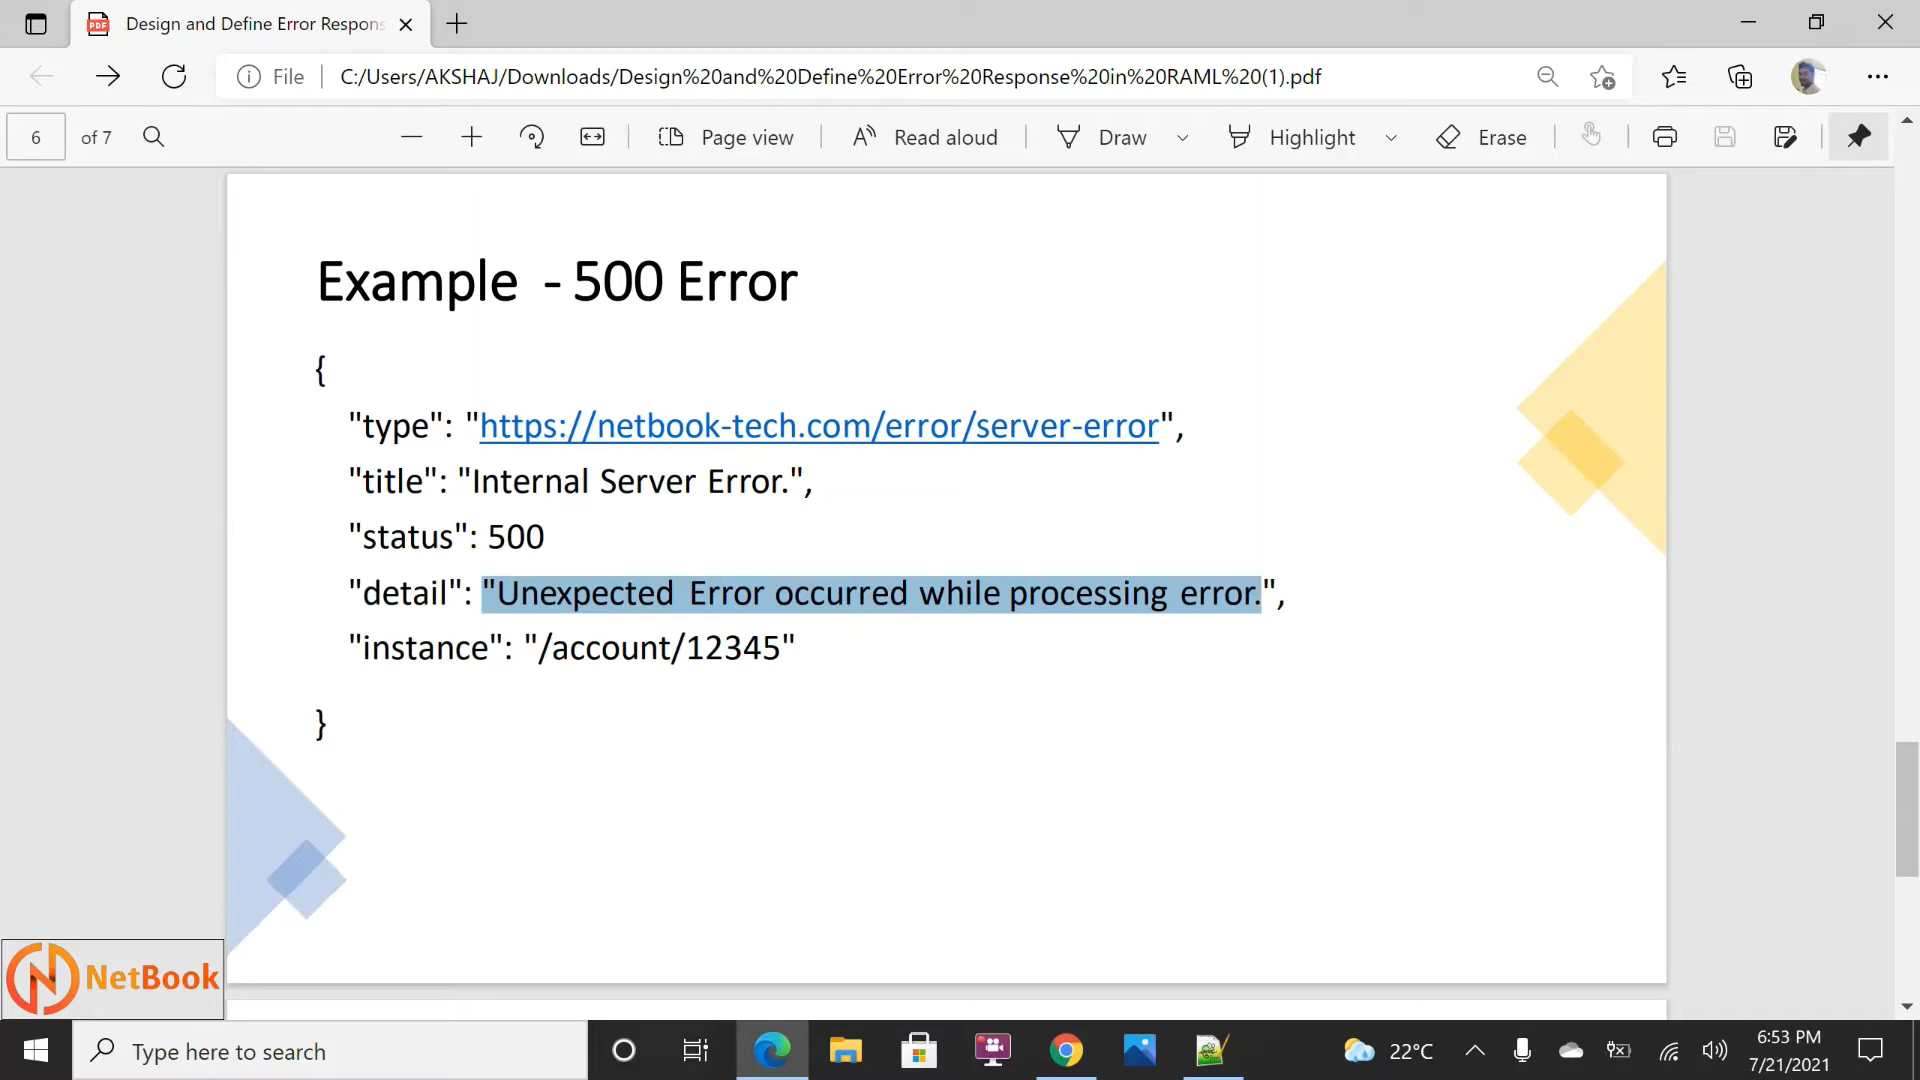 Design and Define Error Respons
File
C:/Users/AKSHAJ/Downloads/Design%20and%20Define%20Error%20Response%20in%20RAML%20(1).pdf
6 of 7
Page view
Read aloud
Draw
Highlight
Erase
Example - 500 Error
{
"type": "https://netbook-tech.com/error/server-error",
"title": "Internal Server Error.",
"status": 500
"detail": "Unexpected Error occurred while processing error.",
"instance": "/account/12345"
}
NetBook
Type here to search
22°C
6:53 PM
7/21/2021